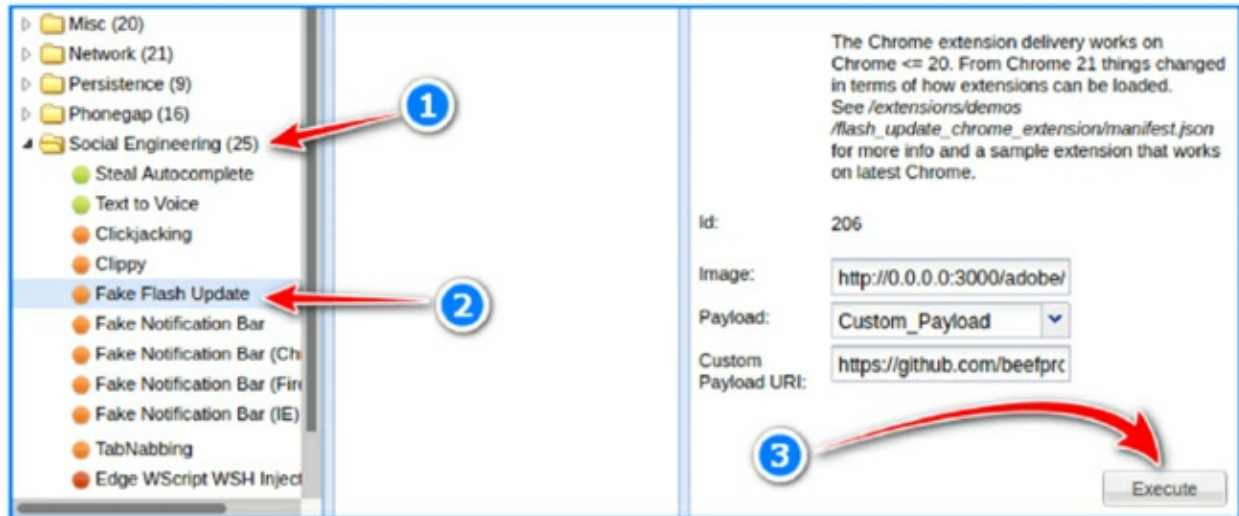 Misc (20)
Network (21)
Persistence (9)
Phonegap (16)
Social Engineering (25)
Steal Autocomplete
Text to Voice
Clickjacking
Clippy
Fake Flash Update
Fake Notification Bar
Fake Notification Bar (Ch
Fake Notification Bar (Fire
Fake Notification Bar (IE)
TabNabbing
Edge WScript WSH Inject
1
2
The Chrome extension delivery works on
Chrome <= 20. From Chrome 21 things changed
in terms of how extensions can be loaded.
See /extensions/demos
/flash_update_chrome_extension/manifest.json
for more info and a sample extension that works
on latest Chrome.
Id: 206
Image: http://0.0.0.0:3000/adobe/
Payload: Custom_Payload
Custom https://github.com/beefpro
Payload URI:
3
Execute